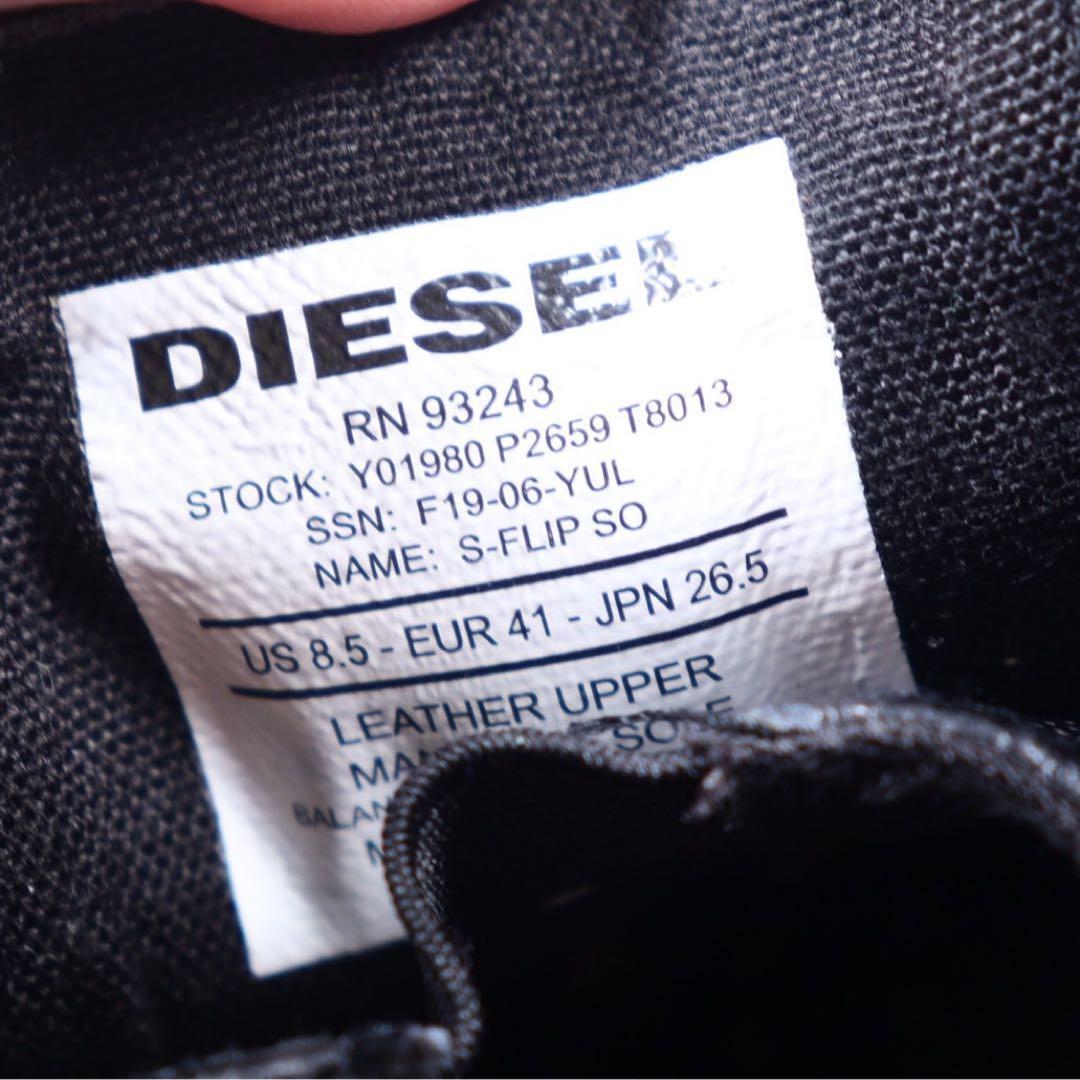 DIESEL
RN 93243
STOCK: Y01980 P2659 T8013
SSN: F19-06-YUL
NAME: S-FLIP SO
US 8.5 - EUR 41 - JPN 26.5
LEATHER UPPER